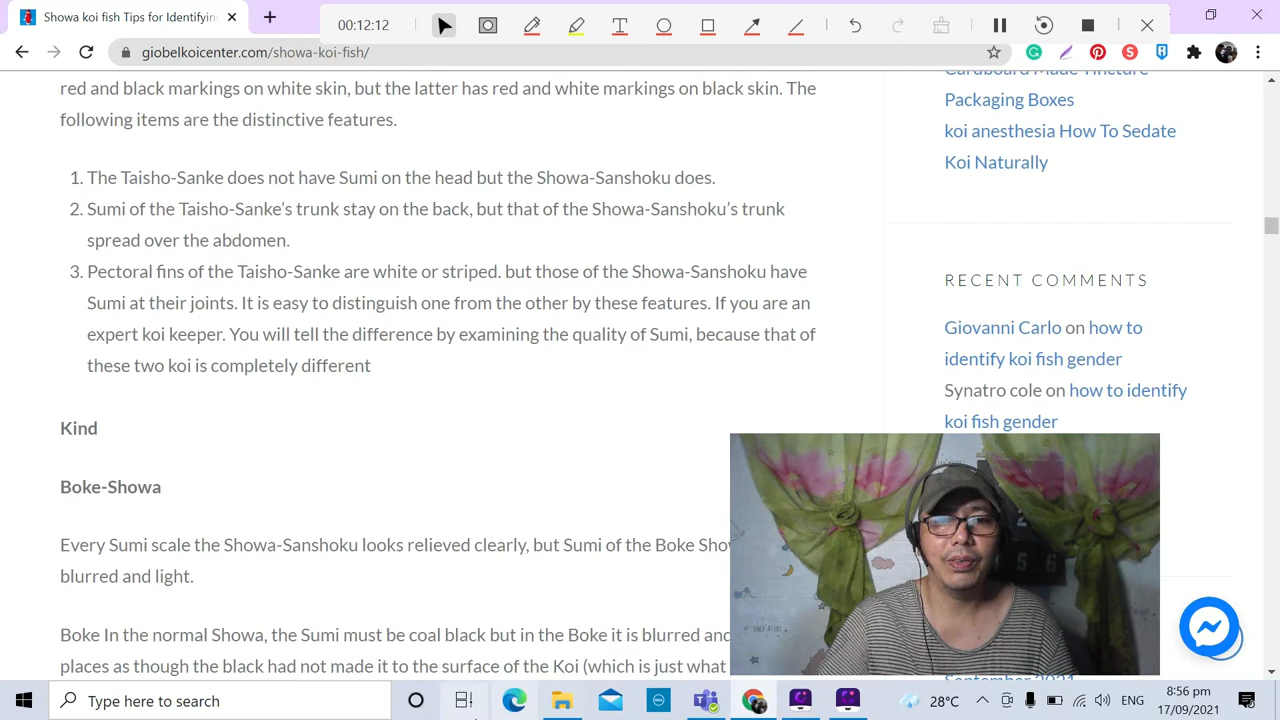 Showa koi fish Tips for Identifyin
00:12:12
giobelkoicenter.com/showa-koi-fish/
red and black markings on white skin, but the latter has red and white markings on black skin. The
following items are the distinctive features.
1. The Taisho-Sanke does not have Sumi on the head but the Showa-Sanshoku does.
2. Sumi of the Taisho-Sanke's trunk stay on the back, but that of the Showa-Sanshoku's trunk
spread over the abdomen.
3. Pectoral fins of the Taisho-Sanke are white or striped. but those of the Showa-Sanshoku have
Sumi at their joints. It is easy to distinguish one from the other by these features. If you are an
expert koi keeper. You will tell the difference by examining the quality of Sumi, because that of
these two koi is completely different
Kind
Boke-Showa
Every Sumi scale the Showa-Sanshoku looks relieved clearly, but Sumi of the Boke Show
blurred and light.
Boke In the normal Showa, the Sumi must be coal black but in the Boke it is blurred and
places as though the black had not made it to the surface of the Koi (which is just what
Cardboard Made Tincture
Packaging Boxes
koi anesthesia How To Sedate
Koi Naturally
RECENT COMMENTS
Giovanni Carlo on how to
identify koi fish gender
Synatro cole on how to identify
koi fish gender
5 6
September 2021
Type here to search
28°C
ENG
8:56 pm
17/09/2021